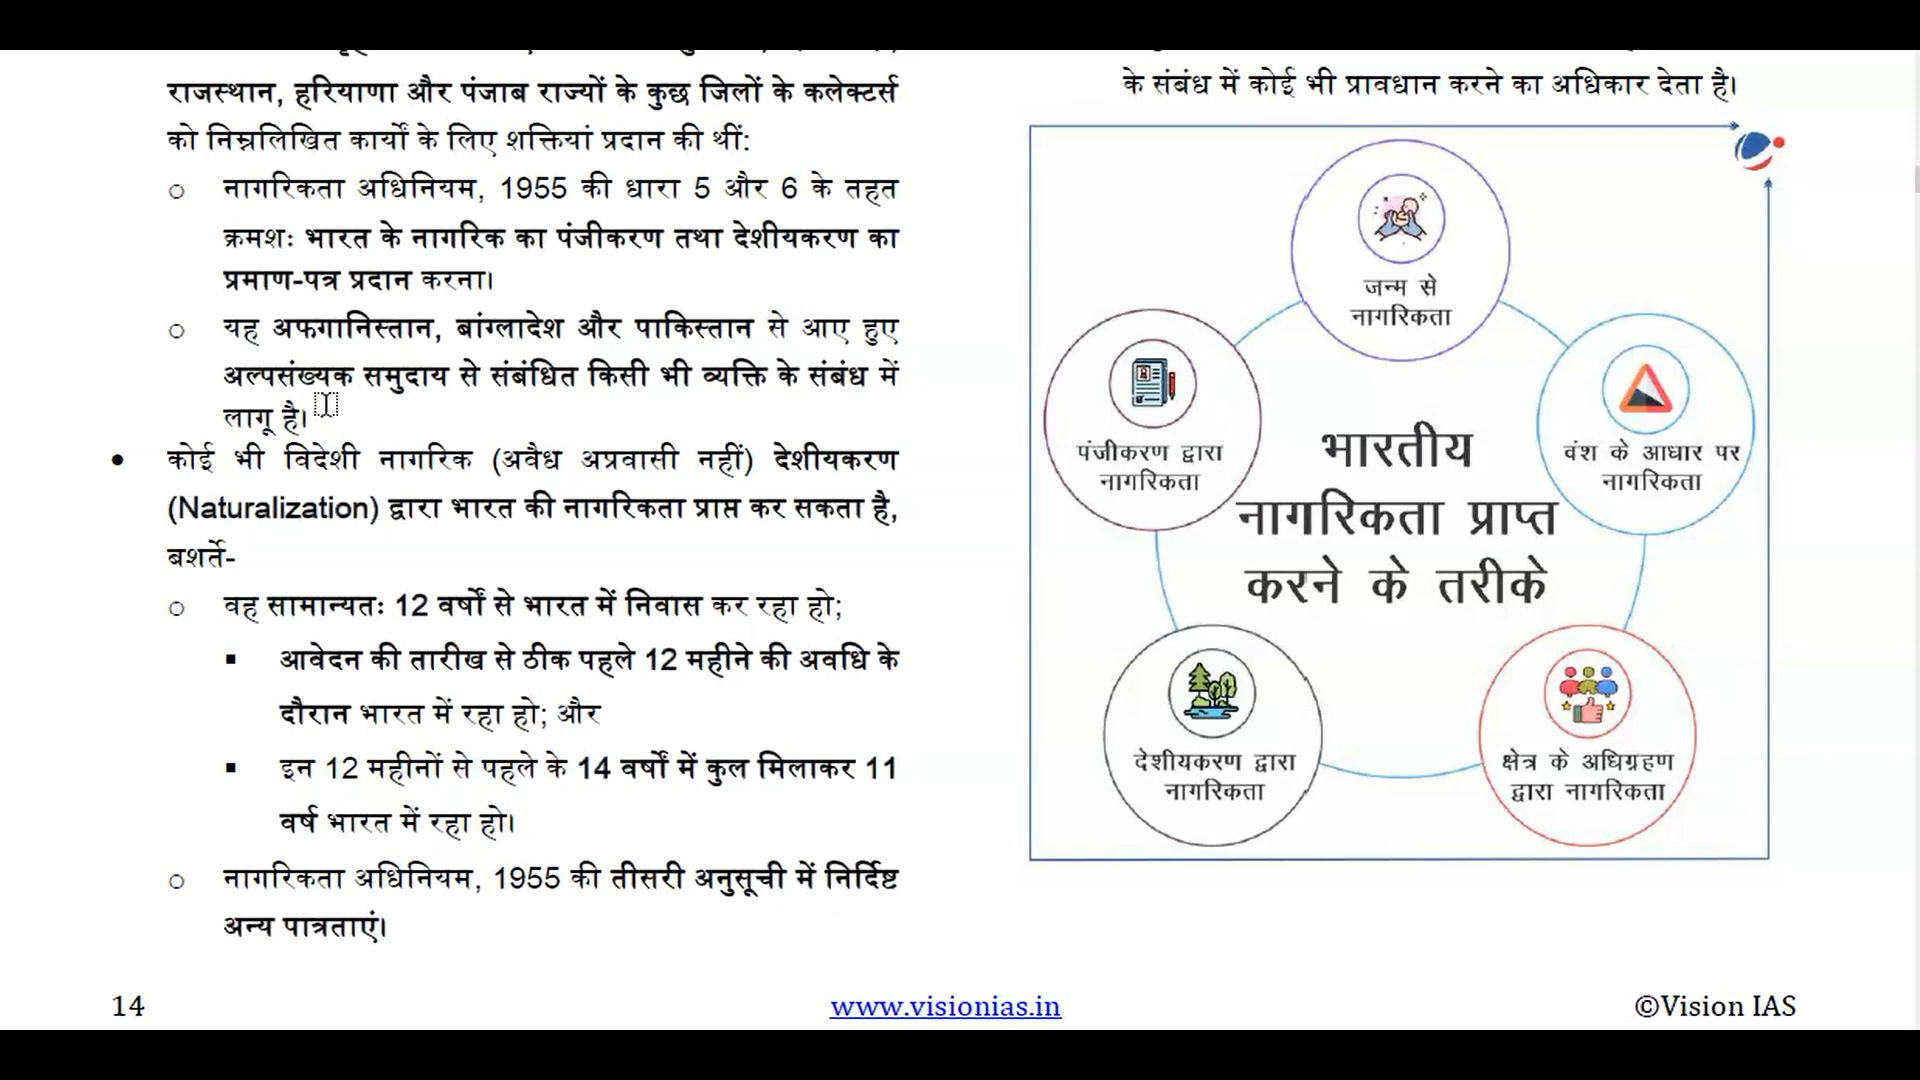 राजस्थान, हरियाणा और पंजाब राज्यों के कुछ जिलों के कलेक्टर्स
को निम्नलिखित कार्यों के लिए शक्तियां प्रदान की थीं:
o नागरिकता अधिनियम, 1955 की धारा 5 और 6 के तहत
क्रमशः भारत के नागरिक का पंजीकरण तथा देशीयकरण का
प्रमाण-पत्र प्रदान करना।
o यह अफगानिस्तान, बांग्लादेश और पाकिस्तान से आए हुए
अल्पसंख्यक समुदाय से संबंधित किसी भी व्यक्ति के संबंध में
लागू है।
• कोई भी विदेशी नागरिक (अवैध अप्रवासी नहीं) देशीयकरण
(Naturalization) द्वारा भारत की नागरिकता प्राप्त कर सकता है,
बशर्ते-
o वह सामान्यतः 12 वर्षों से भारत में निवास कर रहा हो;
▪ आवेदन की तारीख से ठीक पहले 12 महीने की अवधि के
दौरान भारत में रहा हो; और
▪ इन 12 महीनों से पहले के 14 वर्षों में कुल मिलाकर 11
वर्ष भारत में रहा हो।
o नागरिकता अधिनियम, 1955 की तीसरी अनुसूची में निर्दिष्ट
अन्य पात्रताएं।
के संबंध में कोई भी प्रावधान करने का अधिकार देता है।
जन्म से
नागरिकता
पंजीकरण द्वारा
नागरिकता
वंश के आधार पर
नागरिकता
भारतीय
नागरिकता प्राप्त
करने के तरीके
देशीयकरण द्वारा
नागरिकता
क्षेत्र के अधिग्रहण
द्वारा नागरिकता
14
www.visionias.in
©Vision IAS